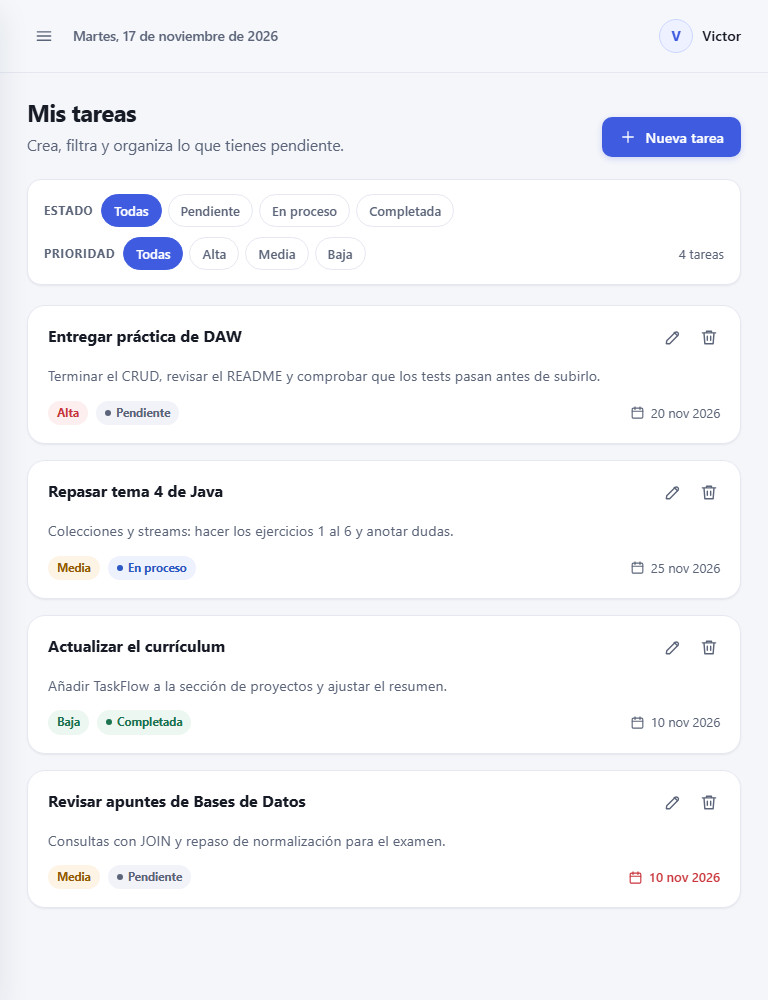 Martes, 17 de noviembre de 2026
V Victor
Mis tareas
Crea, filtra y organiza lo que tienes pendiente.
Nueva tarea
ESTADO Todas Pendiente En proceso Completada
PRIORIDAD Todas Alta Media Baja 4 tareas
Entregar práctica de DAW
Terminar el CRUD, revisar el README y comprobar que los tests pasan antes de subirlo.
Alta Pendiente 20 nov 2026
Repasar tema 4 de Java
Colecciones y streams: hacer los ejercicios 1 al 6 y anotar dudas.
Media En proceso 25 nov 2026
Actualizar el currículum
Añadir TaskFlow a la sección de proyectos y ajustar el resumen.
Baja Completada 10 nov 2026
Revisar apuntes de Bases de Datos
Consultas con JOIN y repaso de normalización para el examen.
Media Pendiente 10 nov 2026